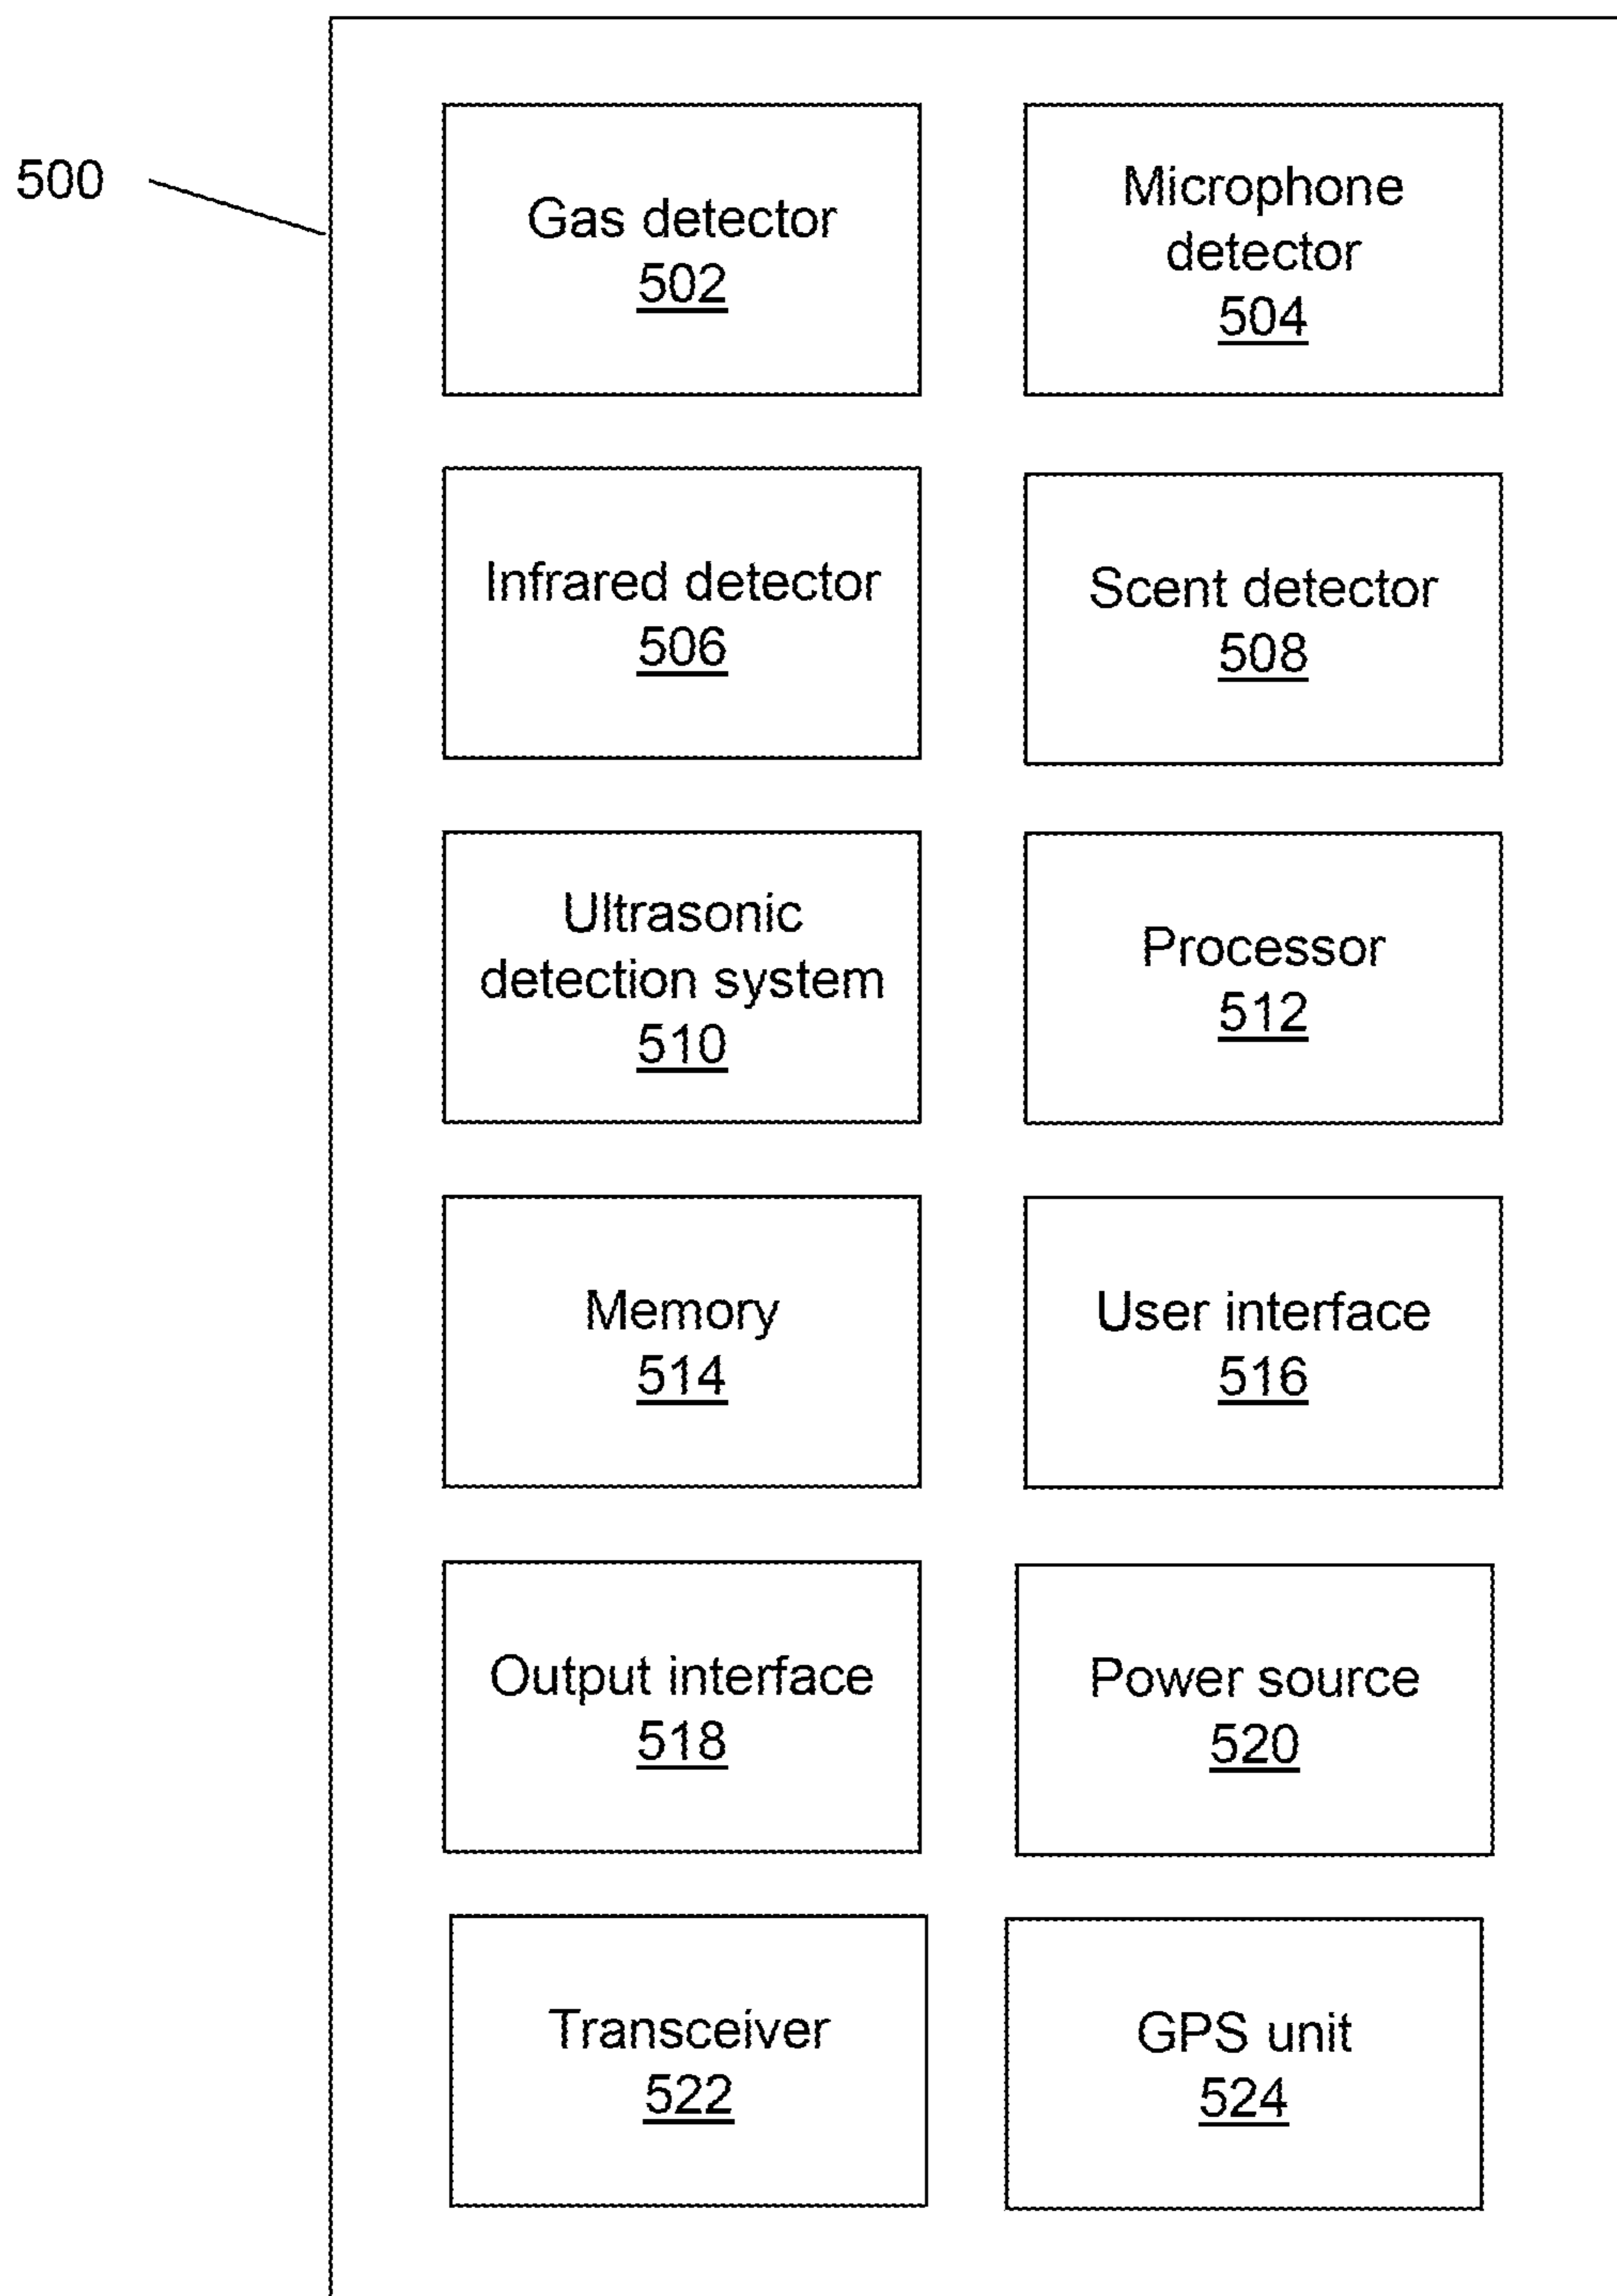 500
Gas detector
502
Microphone
detector
504
Infrared detector
506
Scent detector
508
Ultrasonic
detection system
510
Processor
512
Memory
514
User interface
516
Output interface
518
Power source
520
Transceiver
522
GPS unit
524